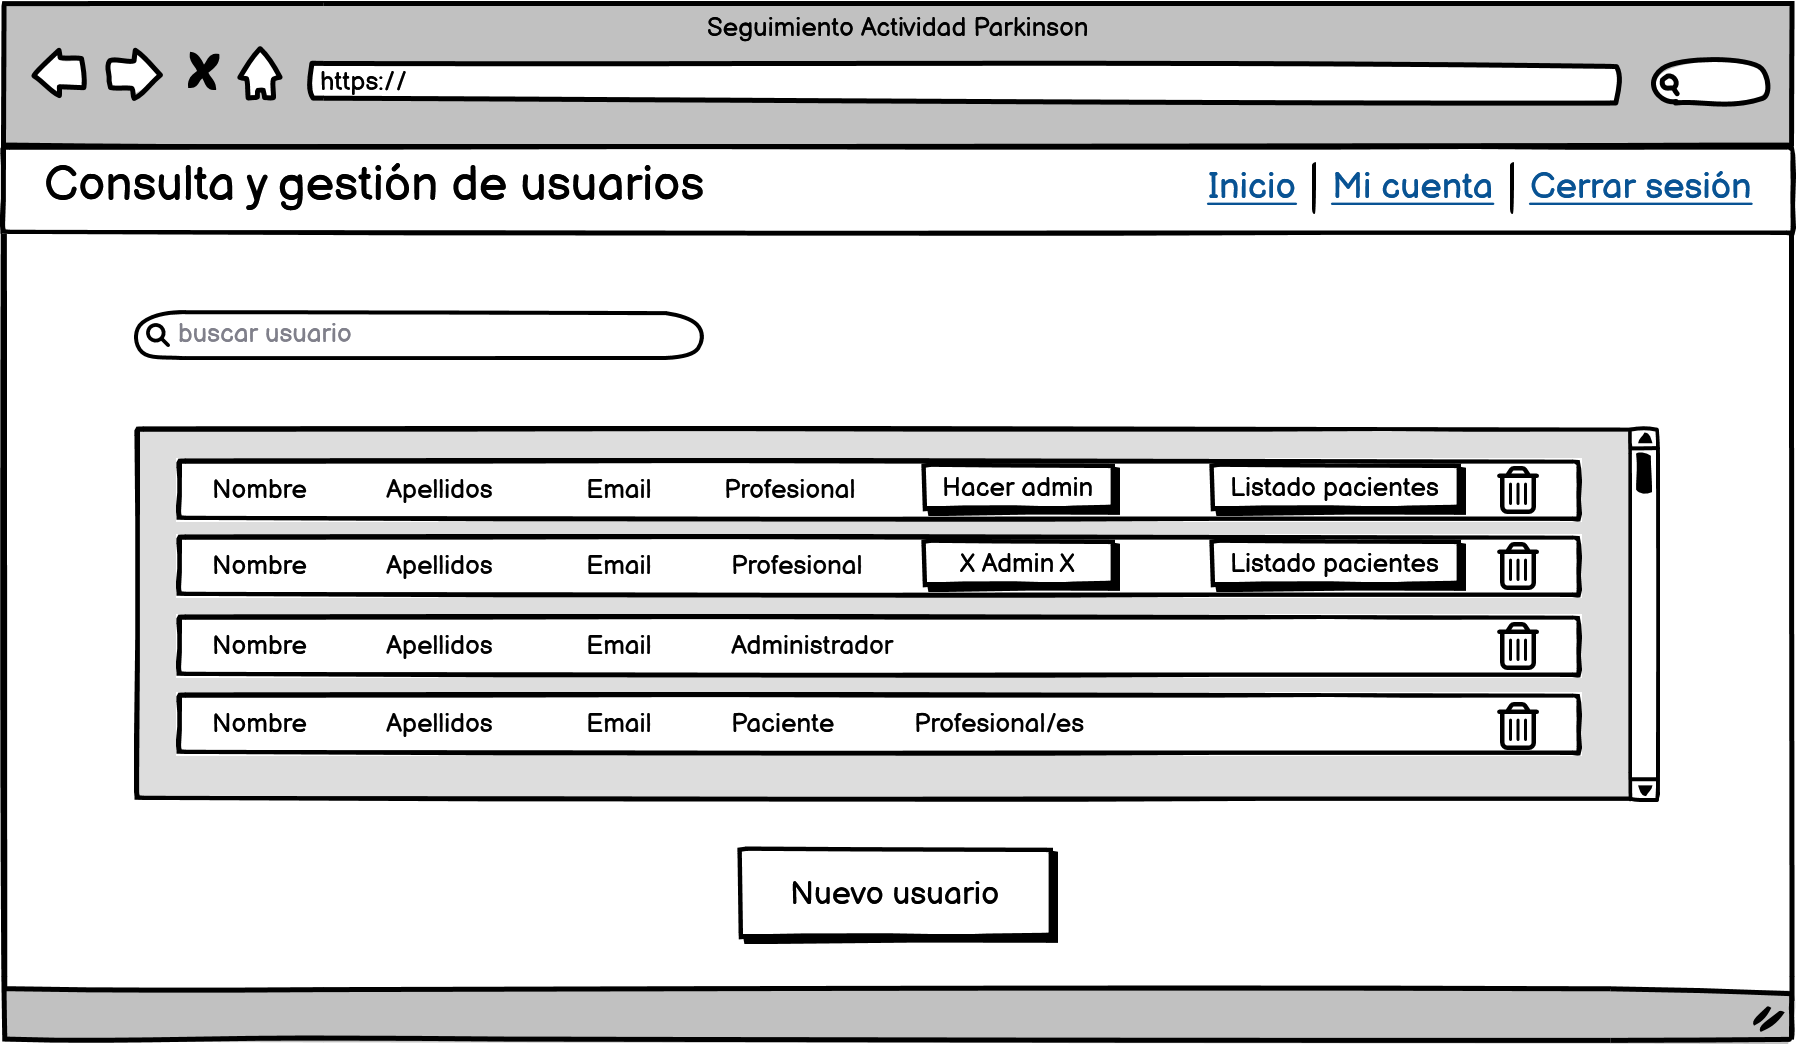 Seguimiento Actividad Parkinson
https://
Consulta y gestión de usuarios
Inicio | Mi cuenta | Cerrar sesión
buscar usuario
Nombre Apellidos Email Profesional Hacer admin Listado pacientes
Nombre Apellidos Email Profesional X Admin X Listado pacientes
Nombre Apellidos Email Administrador
Nombre Apellidos Email Paciente Profesional/es
Nuevo usuario